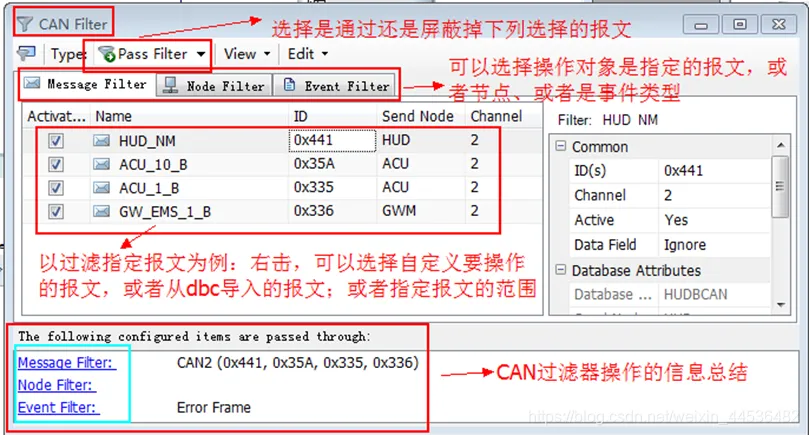 CAN Filter
选择是通过还是屏蔽掉下列选择的报文
Type: Pass Filter View Edit
可以选择操作对象是指定的报文，或
者节点、或者是事件类型
Message Filter Node Filter Event Filter
Activat... Name ID Send Node Channel
HUD_NM 0x441 HUD 2
ACU_10_B 0x35A ACU 2
ACU_1_B 0x335 ACU 2
GW_EMS_1_B 0x336 GWM 2
Filter: HUD NM
Common
ID(s) 0x441
Channel 2
Active Yes
Data Field Ignore
Database Attributes
Database ... HUDBCAN
以过滤指定报文为例：右击，可以选择自定义要操作
的报文，或者从dbc导入的报文；或者指定报文的范围
The following configured items are passed through:
Message Filter: CAN2 (0x441, 0x35A, 0x335, 0x336)
Node Filter:
Event Filter: Error Frame
CAN过滤器操作的信息总结
https://blog.csdn.net/weixin_44536482